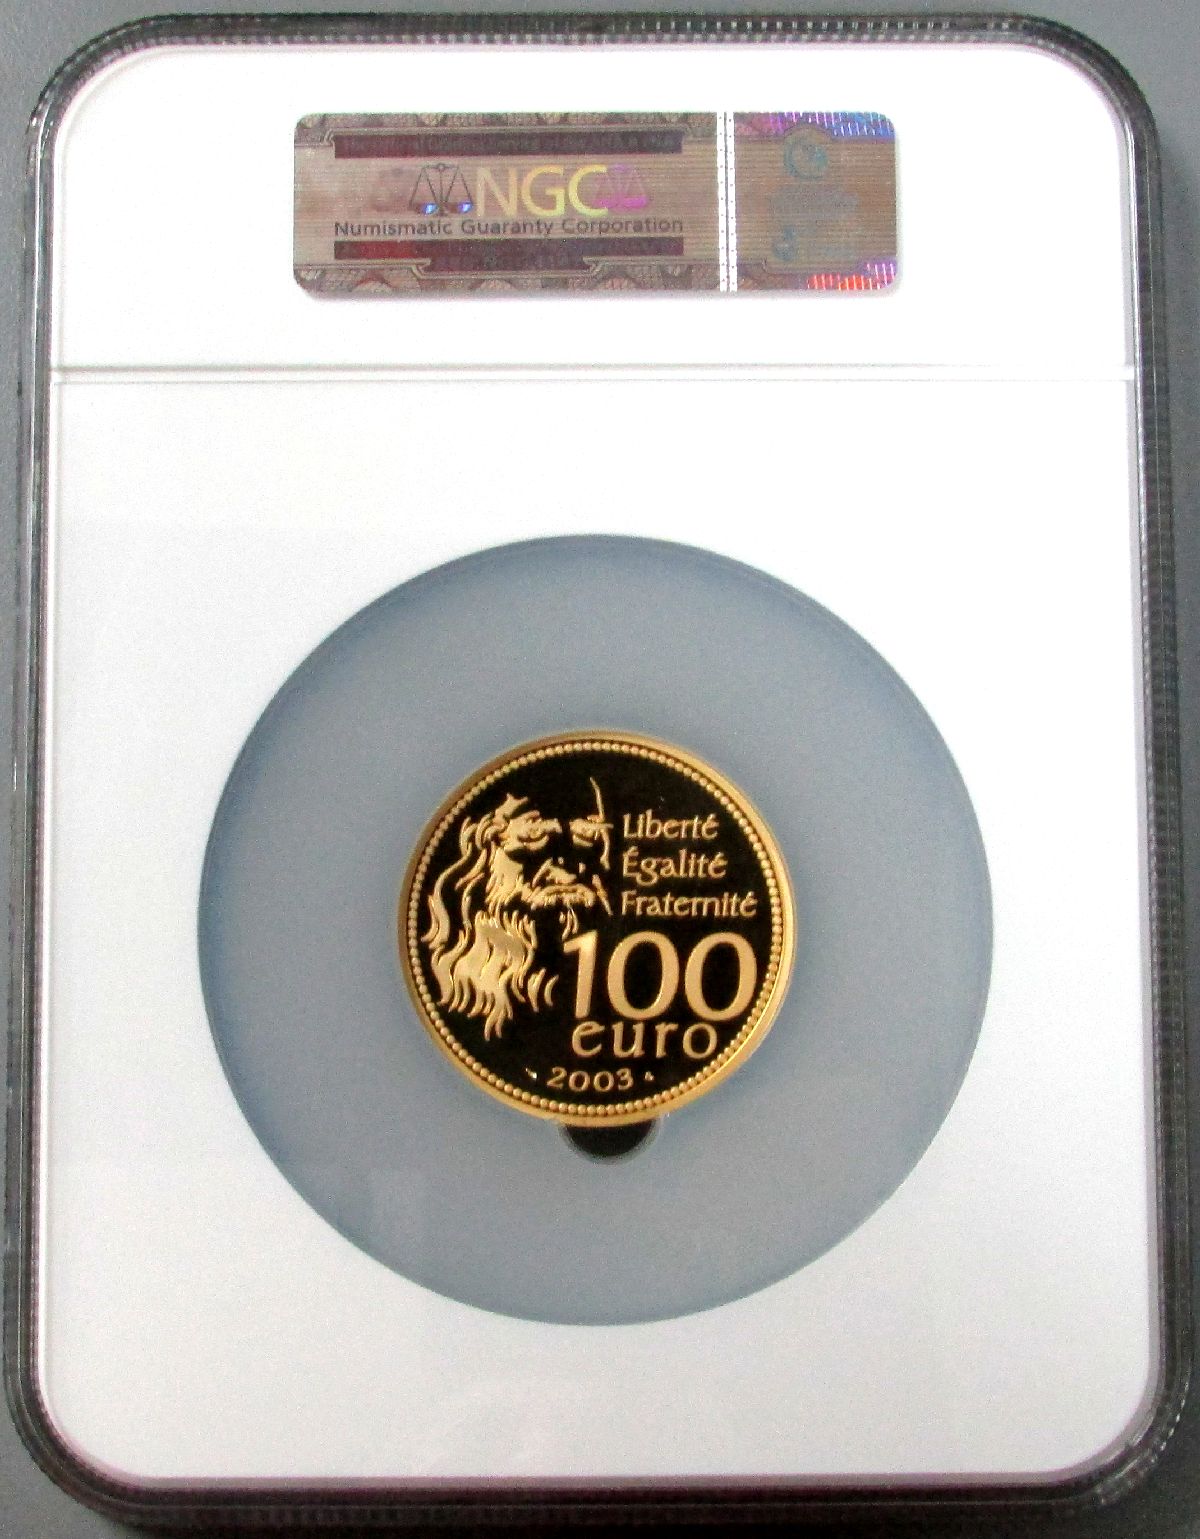 NGC
Numismatic Guaranty Corporation
Liberté
Égalité
Fraternité
100
euro
2003